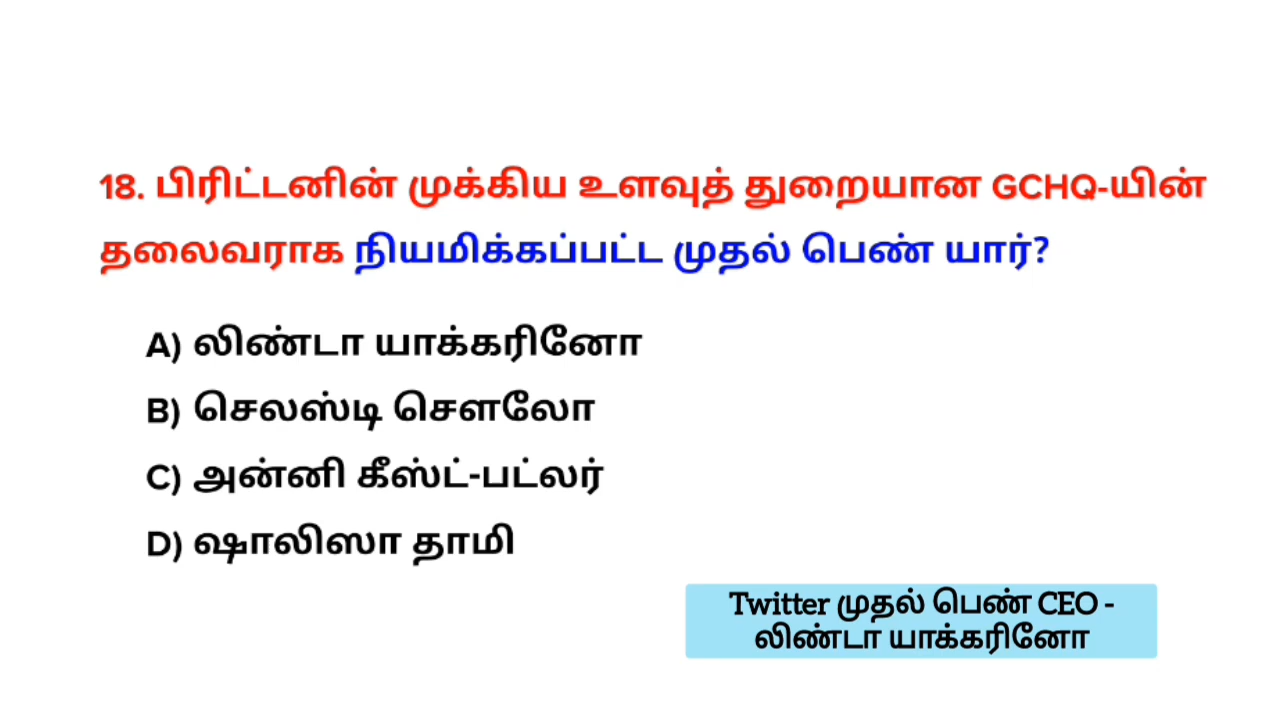 18. பிரிட்டனின் முக்கிய உளவுத் துறையான GCHQ-யின்
தலைவராக நியமிக்கப்பட்ட முதல் பெண் யார்?
A) லிண்டா யாக்கரினோ
B) செலஸ்டி சௌலோ
C) அன்னி கீஸ்ட்-பட்லர்
D) ஷாலிஸா தாமி
Twitter முதல் பெண் CEO -
லிண்டா யாக்கரினோ